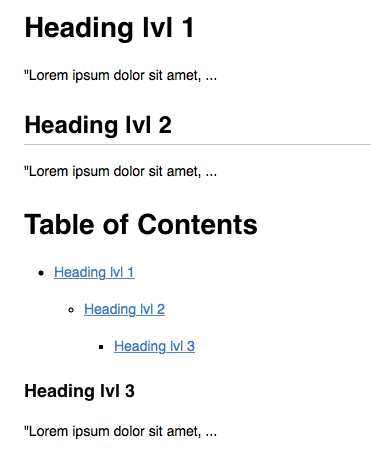 Heading lvl 1
"Lorem ipsum dolor sit amet, ...
Heading lvl 2
"Lorem ipsum dolor sit amet, ...
Table of Contents
Heading lvl 1
Heading lvl 2
Heading lvl 3
Heading lvl 3
"Lorem ipsum dolor sit amet, ...